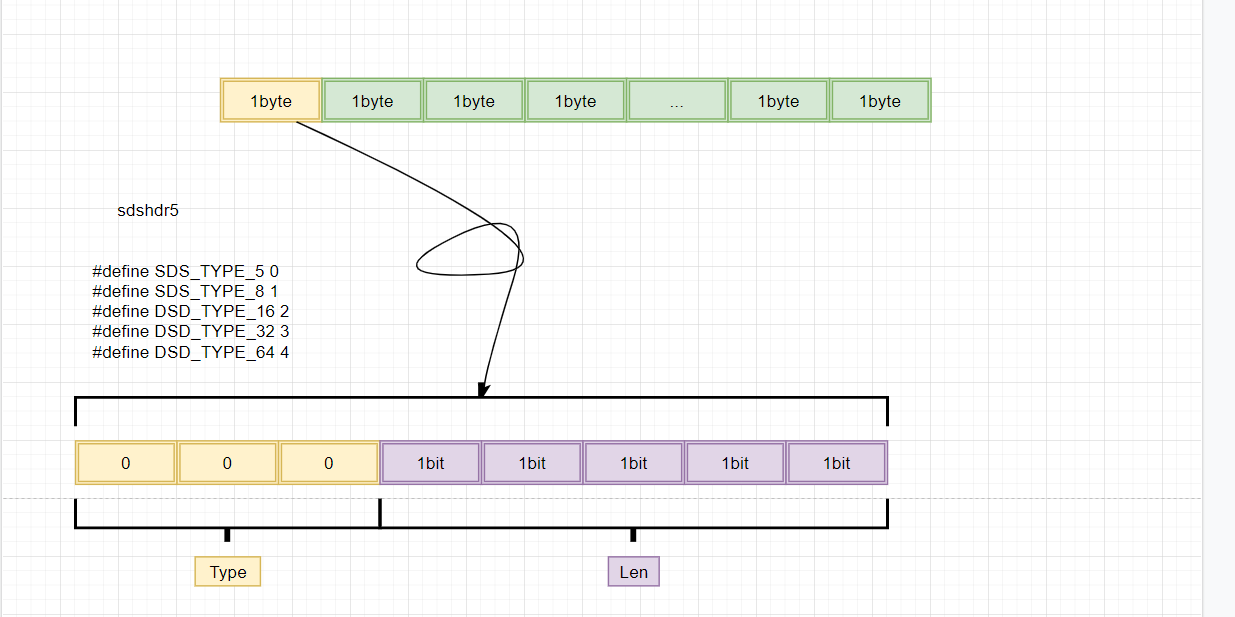 1byte 1byte 1byte 1byte ... 1byte 1byte
sdshdr5
#define SDS_TYPE_5 0
#define SDS_TYPE_8 1
#define DSD_TYPE_16 2
#define DSD_TYPE_32 3
#define DSD_TYPE_64 4
0 0 0 1bit 1bit 1bit 1bit 1bit
Type Len